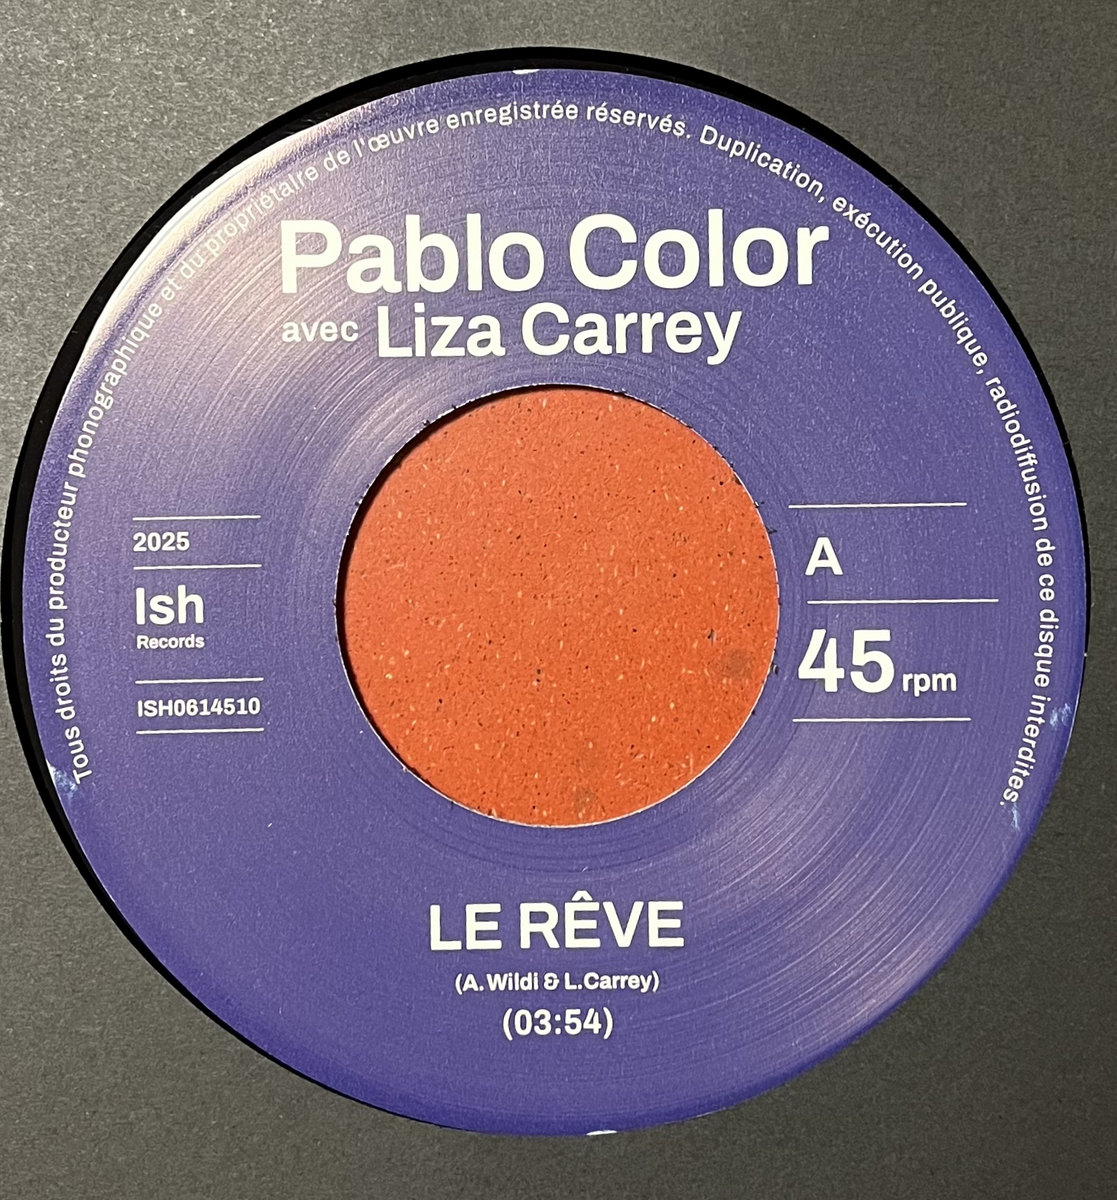 Tous droits du producteur phonographique et du propriétaire de l'œuvre enregistrée réservés. Duplication, exécution publique, radiodiffusion de ce disque interdites.
Pablo Color
avec Liza Carrey
2025
Ish
Records
ISH0614510
A
45 rpm
LE RÊVE
(A. Wildi & L.Carrey)
(03:54)